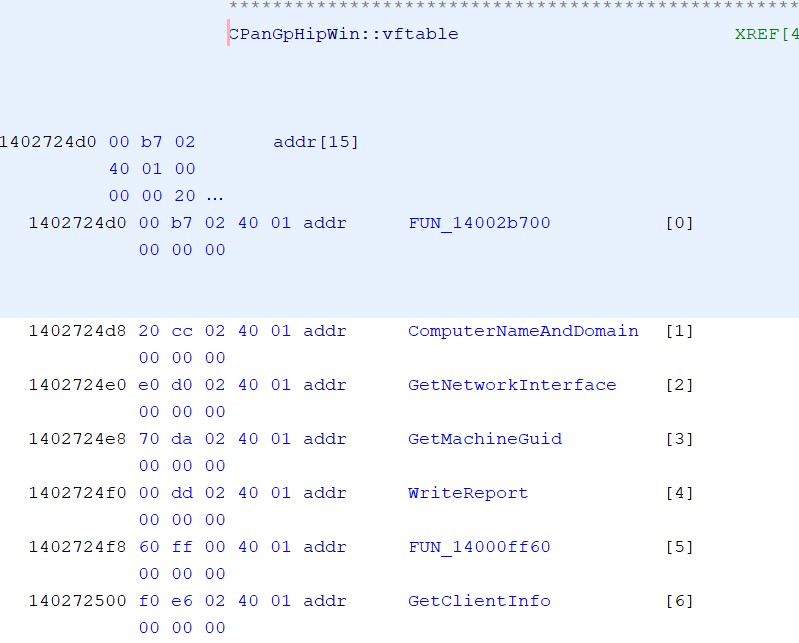 ****************************************************
CPanGpHipWin::vftable XREF[4
1402724d0 00 b7 02 addr[15]
40 01 00
00 00 20 ...
1402724d0 00 b7 02 40 01 addr FUN_14002b700 [0]
00 00 00
1402724d8 20 cc 02 40 01 addr ComputerNameAndDomain [1]
00 00 00
1402724e0 e0 d0 02 40 01 addr GetNetworkInterface [2]
00 00 00
1402724e8 70 da 02 40 01 addr GetMachineGuid [3]
00 00 00
1402724f0 00 dd 02 40 01 addr WriteReport [4]
00 00 00
1402724f8 60 ff 00 40 01 addr FUN_14000ff60 [5]
00 00 00
140272500 f0 e6 02 40 01 addr GetClientInfo [6]
00 00 00